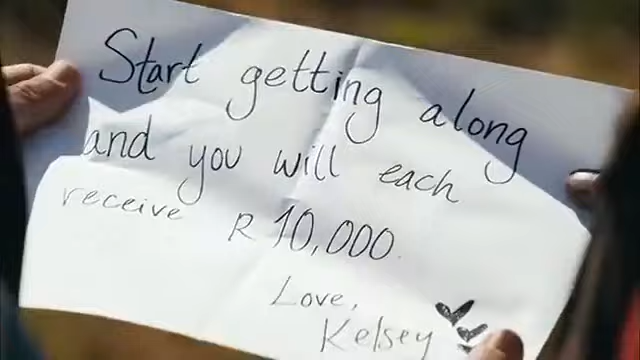 Start getting along
and you will each
receive R10,000.
Love,
Kelsey